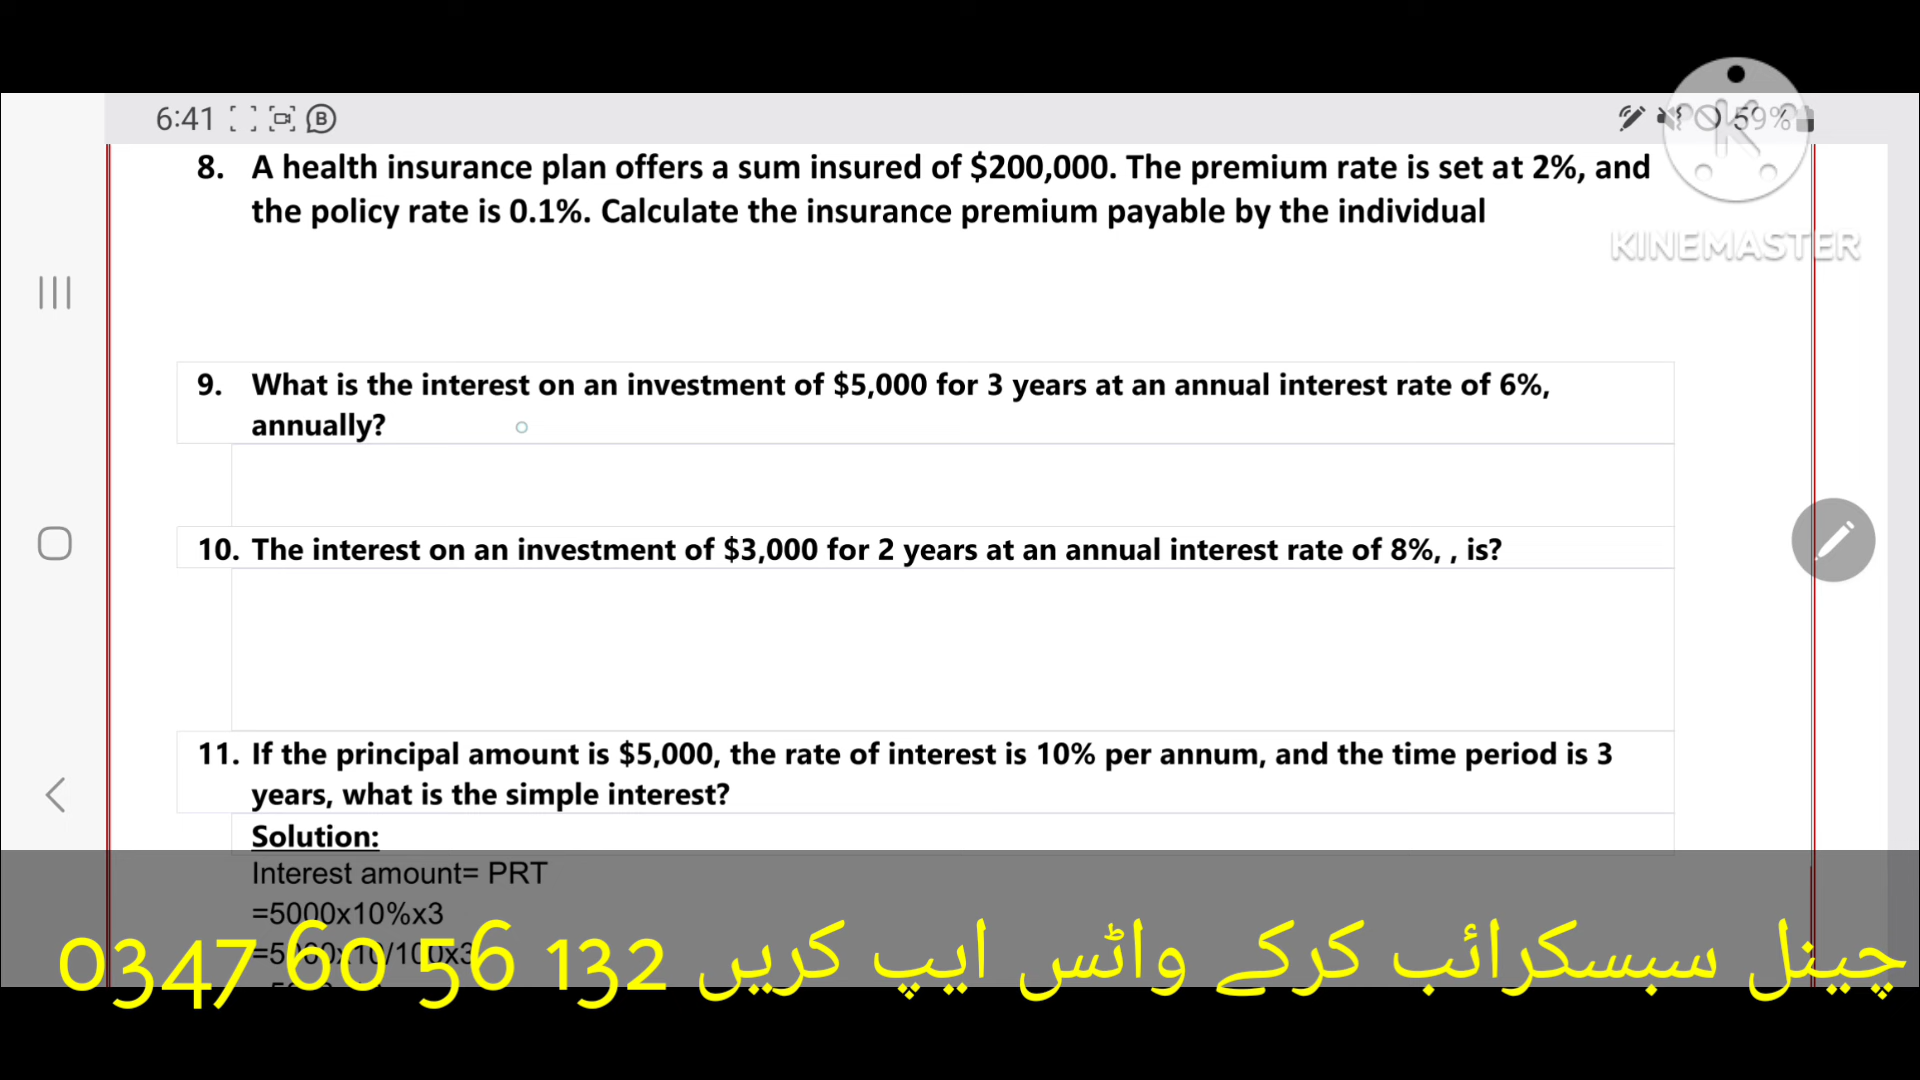 6:41
59%
KINEMASTER
8. A health insurance plan offers a sum insured of $200,000. The premium rate is set at 2%, and
the policy rate is 0.1%. Calculate the insurance premium payable by the individual
9. What is the interest on an investment of $5,000 for 3 years at an annual interest rate of 6%,
annually?
10. The interest on an investment of $3,000 for 2 years at an annual interest rate of 8%, , is?
11. If the principal amount is $5,000, the rate of interest is 10% per annum, and the time period is 3
years, what is the simple interest?
Solution:
Interest amount= PRT
=5000x10%x3
=5000x10/100x3
چینل سبسکرائب کرکے واٹس ایپ کریں 0347 60 56 132